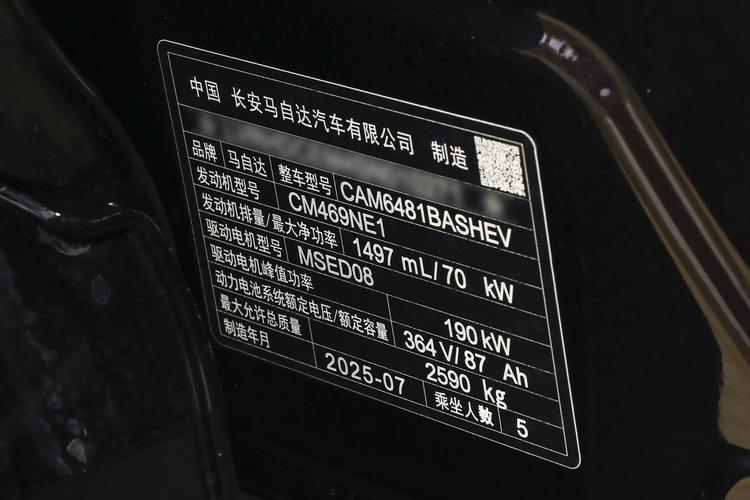 中国 长安马自达汽车有限公司 制造
品牌 马自达 整车型号 CAM6481BASHEV
发动机型号 CM469NE1
发动机排量/最大净功率 1497 mL/70 kW
驱动电机型号 MSED08
驱动电机峰值功率 190kW
动力电池系统额定电压/额定容量 364V/87 Ah
最大允许总质量 2590 kg
制造年月 2025-07 乘坐人数 5